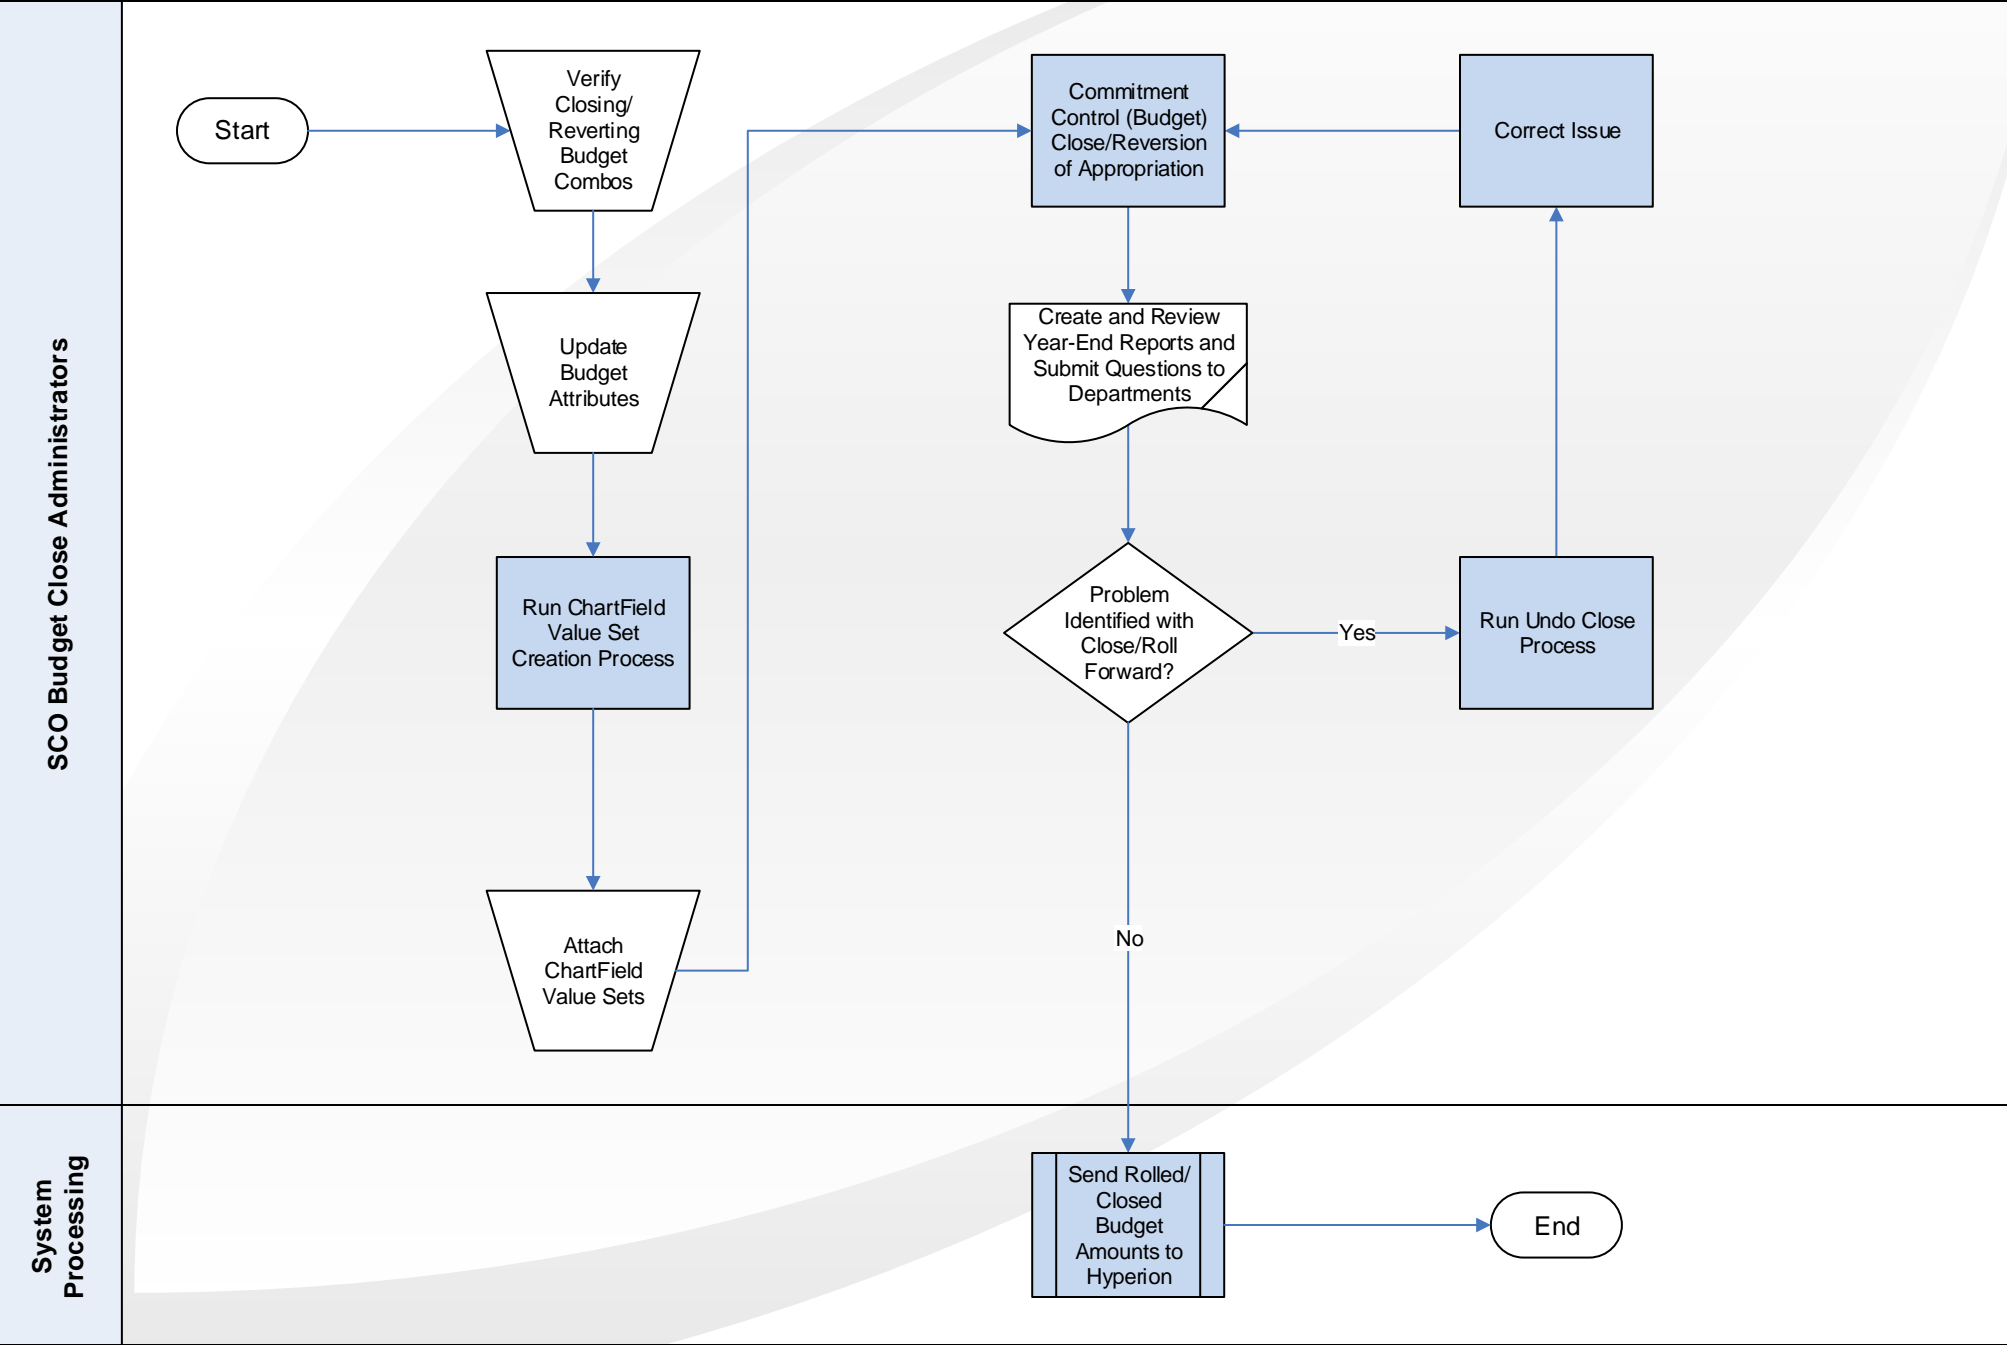 SCO Budget Close Administrators
Start
Verify
Closing/
Reverting
Budget
Combos
Update
Budget
Attributes
Run ChartField
Value Set
Creation Process
Attach
ChartField
Value Sets
Commitment
Control (Budget)
Close/Reversion
of Appropriation
Create and Review
Year-End Reports and
Submit Questions to
Departments
Problem
Identified with
Close/Roll
Forward?
Yes
Run Undo Close
Process
Correct Issue
No
System
Processing
Send Rolled/
Closed
Budget
Amounts to
Hyperion
End